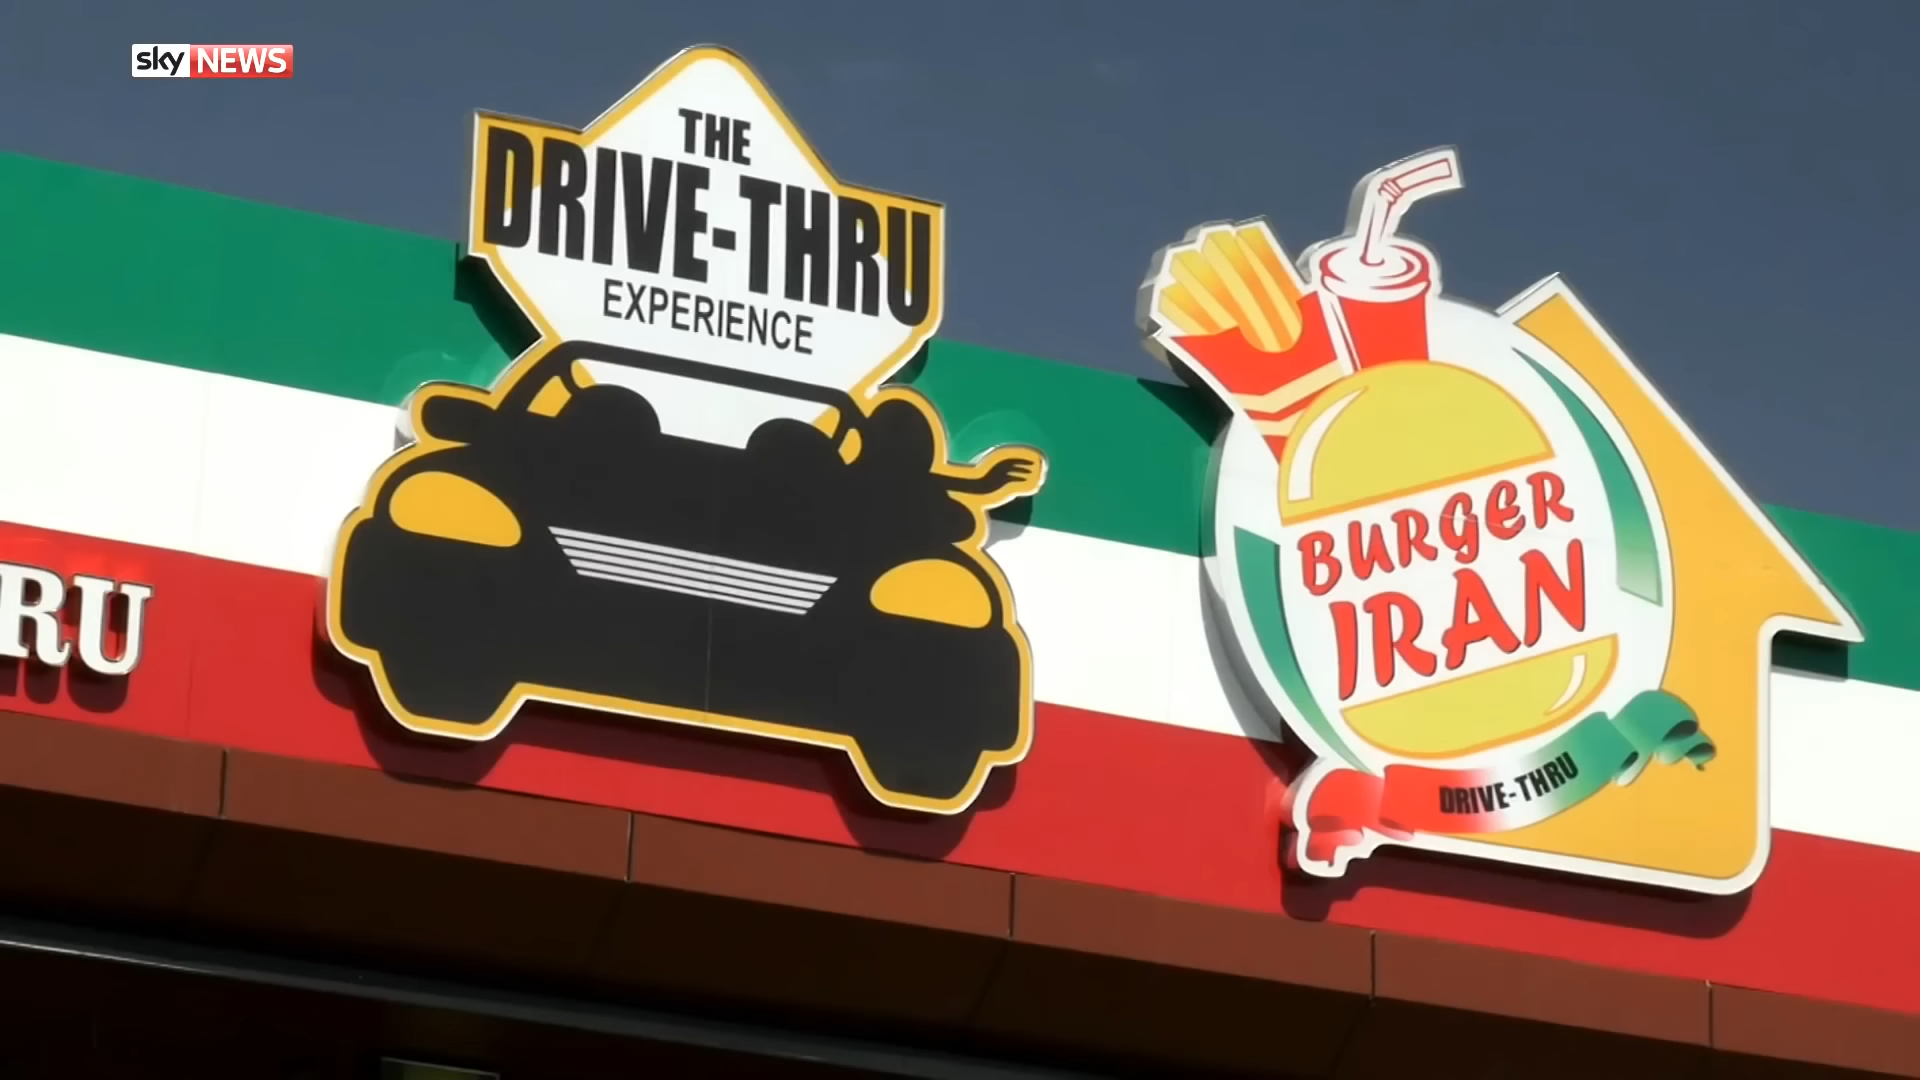 sky NEWS
THE
DRIVE-THRU
EXPERIENCE
BURGER
IRAN
DRIVE-THRU
RU